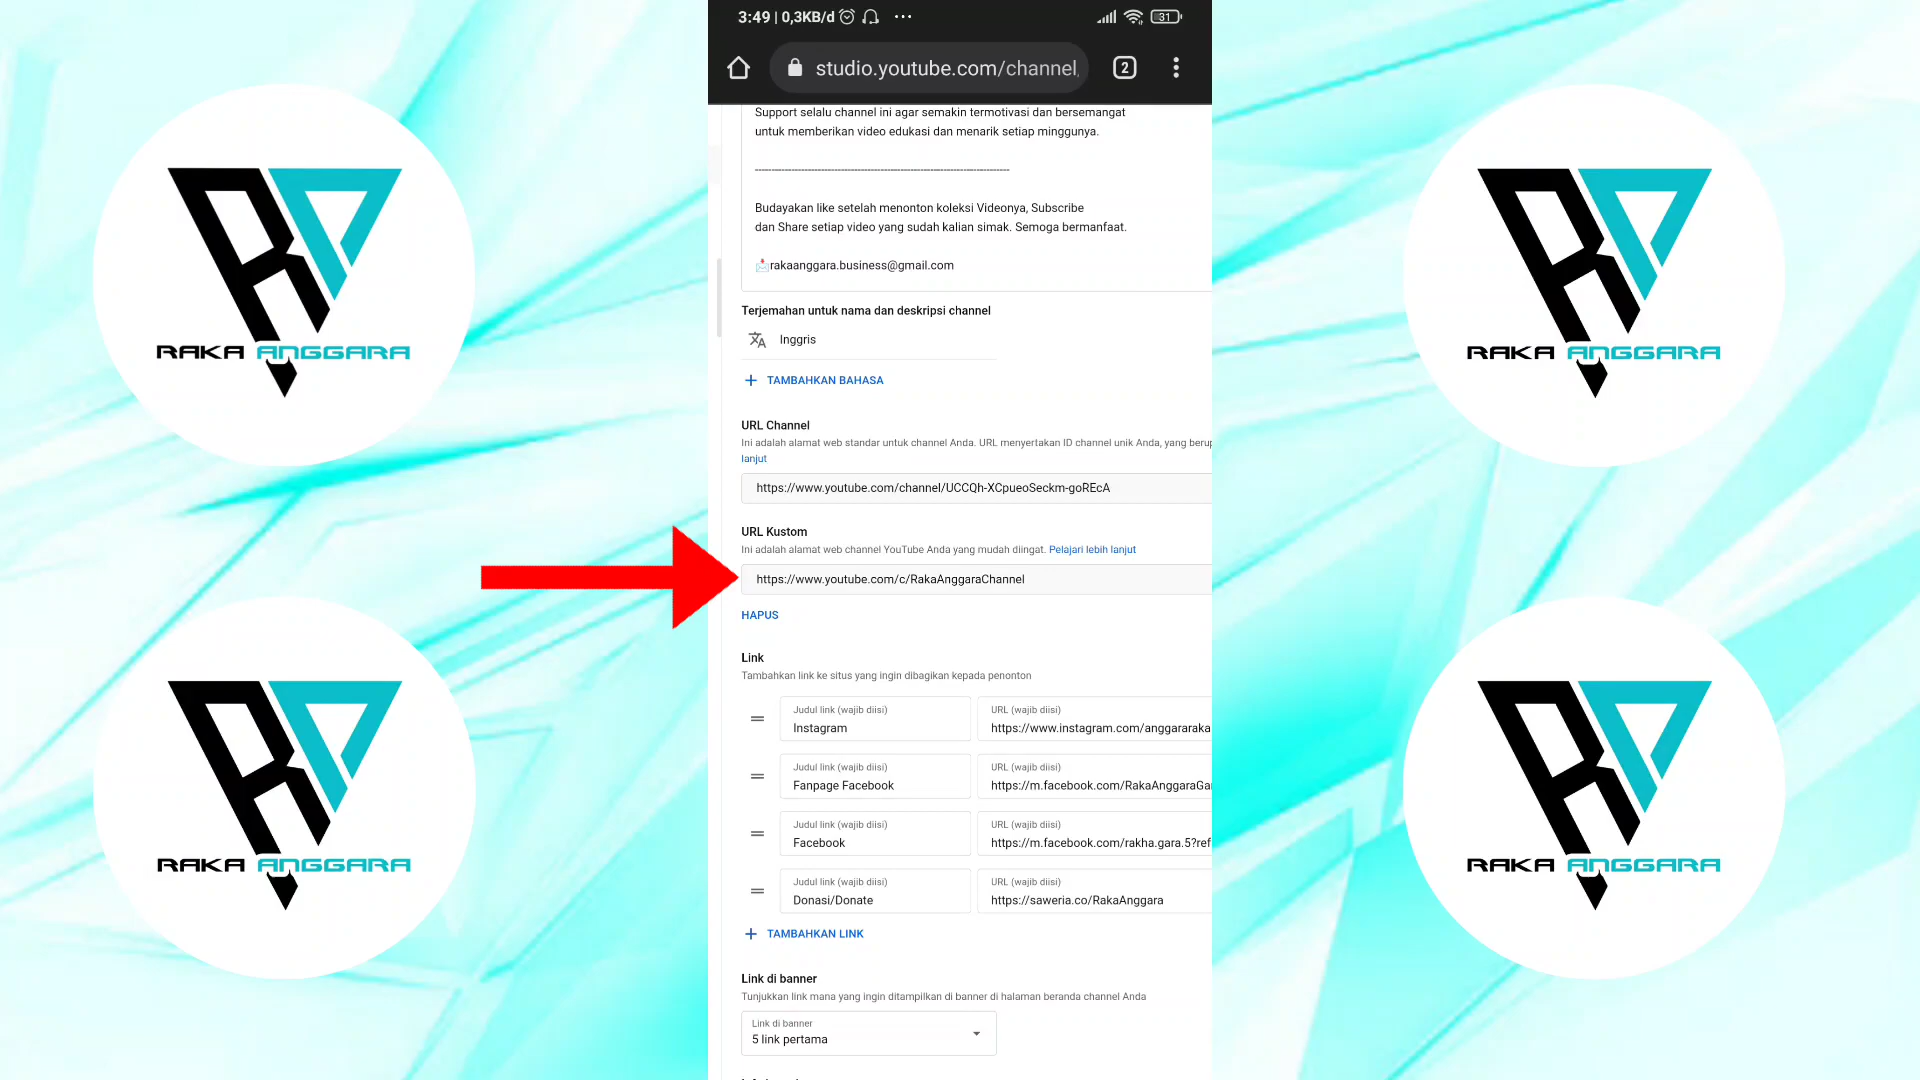 3:49 | 0,3KB/d
31
studio.youtube.com/channel
2
Support selalu channel ini agar semakin termotivasi dan bersemangat
untuk memberikan video edukasi dan menarik setiap minggunya.
Budayakan like setelah menonton koleksi Videonya, Subscribe
dan Share setiap video yang sudah kalian simak. Semoga bermanfaat.
📩rakaanggara.business@gmail.com
Terjemahan untuk nama dan deskripsi channel
Inggris
+ TAMBAHKAN BAHASA
URL Channel
Ini adalah alamat web standar untuk channel Anda. URL menyertakan ID channel unik Anda, yang
lanjut
https://www.youtube.com/channel/UCCQh-XCpueoSeckm-goREcA
URL Kustom
Ini adalah alamat web channel YouTube Anda yang mudah diingat. Pelajari lebih lanjut
https://www.youtube.com/c/RakaAnggaraChannel
HAPUS
Link
Tambahkan link ke situs yang ingin dibagikan kepada penonton
Judul link (wajib diisi) URL (wajib diisi)
Instagram https://www.instagram.com/anggararaka
Judul link (wajib diisi) URL (wajib diisi)
Fanpage Facebook https://m.facebook.com/RakaAnggaraGa
Judul link (wajib diisi) URL (wajib diisi)
Facebook https://m.facebook.com/rakha.gara.5?ref
Judul link (wajib diisi) URL (wajib diisi)
Donasi/Donate https://saweria.co/RakaAnggara
+ TAMBAHKAN LINK
Link di banner
Tunjukkan link mana yang ingin ditampilkan di banner di halaman beranda channel Anda
Link di banner
5 link pertama
RAKA ANGGARA
RAKA ANGGARA
RAKA ANGGARA
RAKA ANGGARA